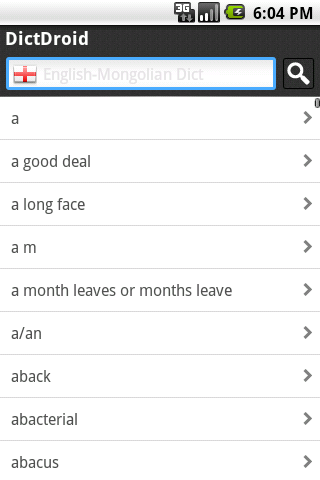 3G 6:04 PM
DictDroid
English-Mongolian Dict
a
a good deal
a long face
a m
a month leaves or months leave
a/an
aback
abacterial
abacus